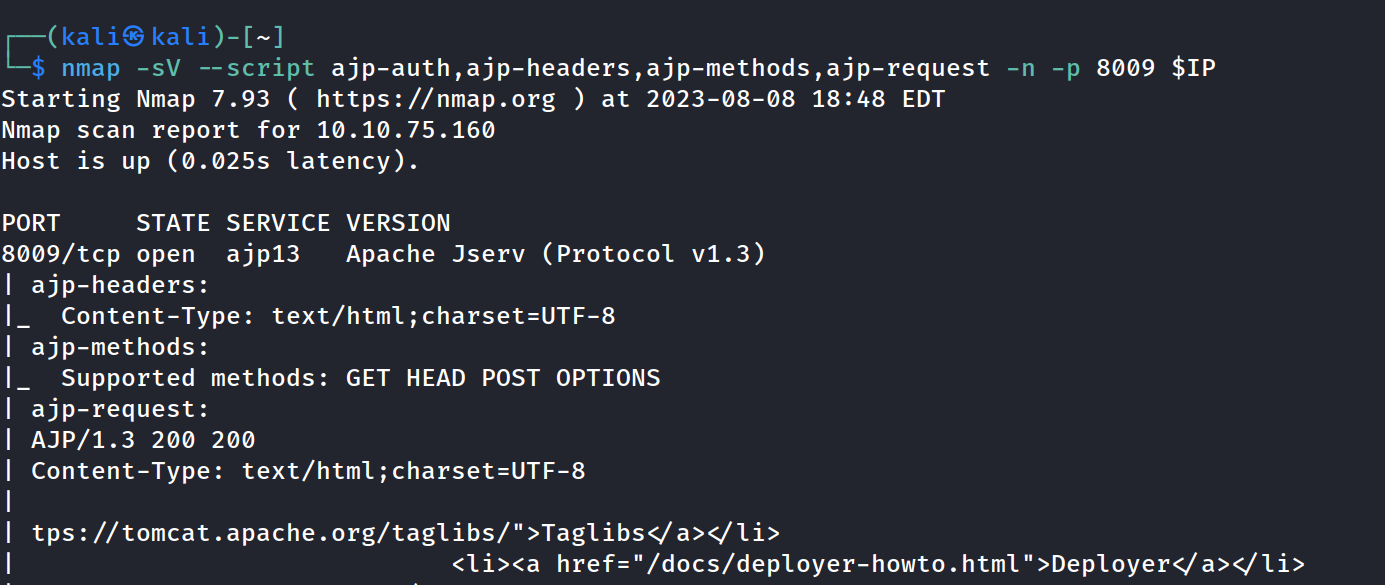 ┌──(kali㉿kali)-[~]
└─$ nmap -sV --script ajp-auth,ajp-headers,ajp-methods,ajp-request -n -p 8009 $IP
Starting Nmap 7.93 ( https://nmap.org ) at 2023-08-08 18:48 EDT
Nmap scan report for 10.10.75.160
Host is up (0.025s latency).
PORT     STATE SERVICE VERSION
8009/tcp open  ajp13   Apache Jserv (Protocol v1.3)
| ajp-headers:
|_  Content-Type: text/html;charset=UTF-8
| ajp-methods:
|_  Supported methods: GET HEAD POST OPTIONS
| ajp-request:
| AJP/1.3 200 200
| Content-Type: text/html;charset=UTF-8
|
| tps://tomcat.apache.org/taglibs/">Taglibs</a></li>
|                             <li><a href="/docs/deployer-howto.html">Deployer</a></li>